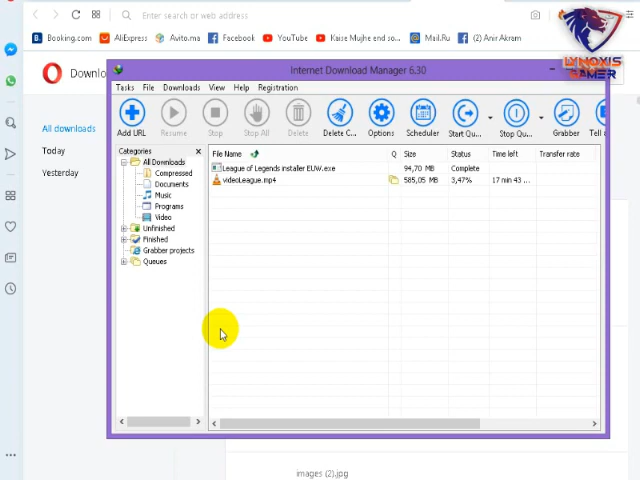 Enter search or web address
Booking.com AliExpress Avito.ma Facebook YouTube Kaise Mujhe end so... Mail.Ru (2) Anir Akram
LYNOXIS
GAMER
Downlo
Internet Download Manager 6.30
Tasks File Downloads View Help Registration
Add URL Resume Stop Stop All Delete Delete C... Options Scheduler Start Qu... Stop Qu... Grabber Tell a
Categories
File Name Q Size Status Time left Transfer rate
All Downloads
Compressed
Documents
Music
Programs
Video
Unfinished
Finished
Grabber projects
Queues
League of Legends installer EUW.exe 94,70 MB Complete
videoLeague.mp4 585,05 MB 3,47% 17 min 43 ...
All downloads
Today
Yesterday
images (2).jpg